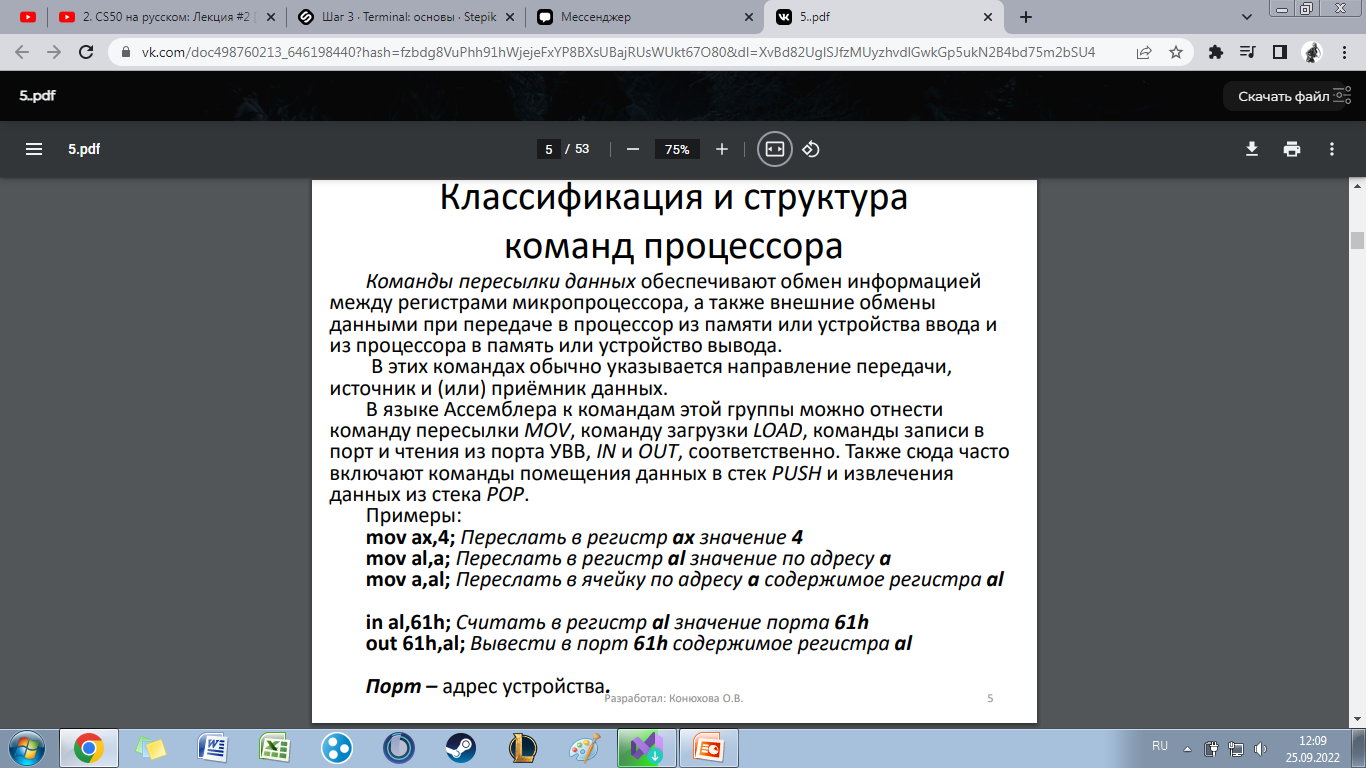 2. CS50 на русском: Лекция #2
Шаг 3 · Terminal: основы · Stepik
Мессенджер
5..pdf
vk.com/doc498760213_646198440?hash=fzbdg8VuPhh91hWjejeFxYP8BXsUBajRUsWUkt67O80&dl=XvBd82UgISJfzMUyzhvdIGwkGp5ukN2B4bd75m2bSU4
5..pdf
Скачать файл
5.pdf
5 / 53
75%
Классификация и структура
команд процессора
Команды пересылки данных обеспечивают обмен информацией
между регистрами микропроцессора, а также внешние обмены
данными при передаче в процессор из памяти или устройства ввода и
из процессора в память или устройство вывода.
В этих командах обычно указывается направление передачи,
источник и (или) приёмник данных.
В языке Ассемблера к командам этой группы можно отнести
команду пересылки MOV, команду загрузки LOAD, команды записи в
порт и чтения из порта УВВ, IN и OUT, соответственно. Также сюда часто
включают команды помещения данных в стек PUSH и извлечения
данных из стека POP.
Примеры:
mov ax,4; Переслать в регистр ax значение 4
mov al,a; Переслать в регистр al значение по адресу a
mov a,al; Переслать в ячейку по адресу a содержимое регистра al
in al,61h; Считать в регистр al значение порта 61h
out 61h,al; Вывести в порт 61h содержимое регистра al
Порт – адрес устройства.
Разработал: Конюхова О.В.
5
RU
12:09
25.09.2022